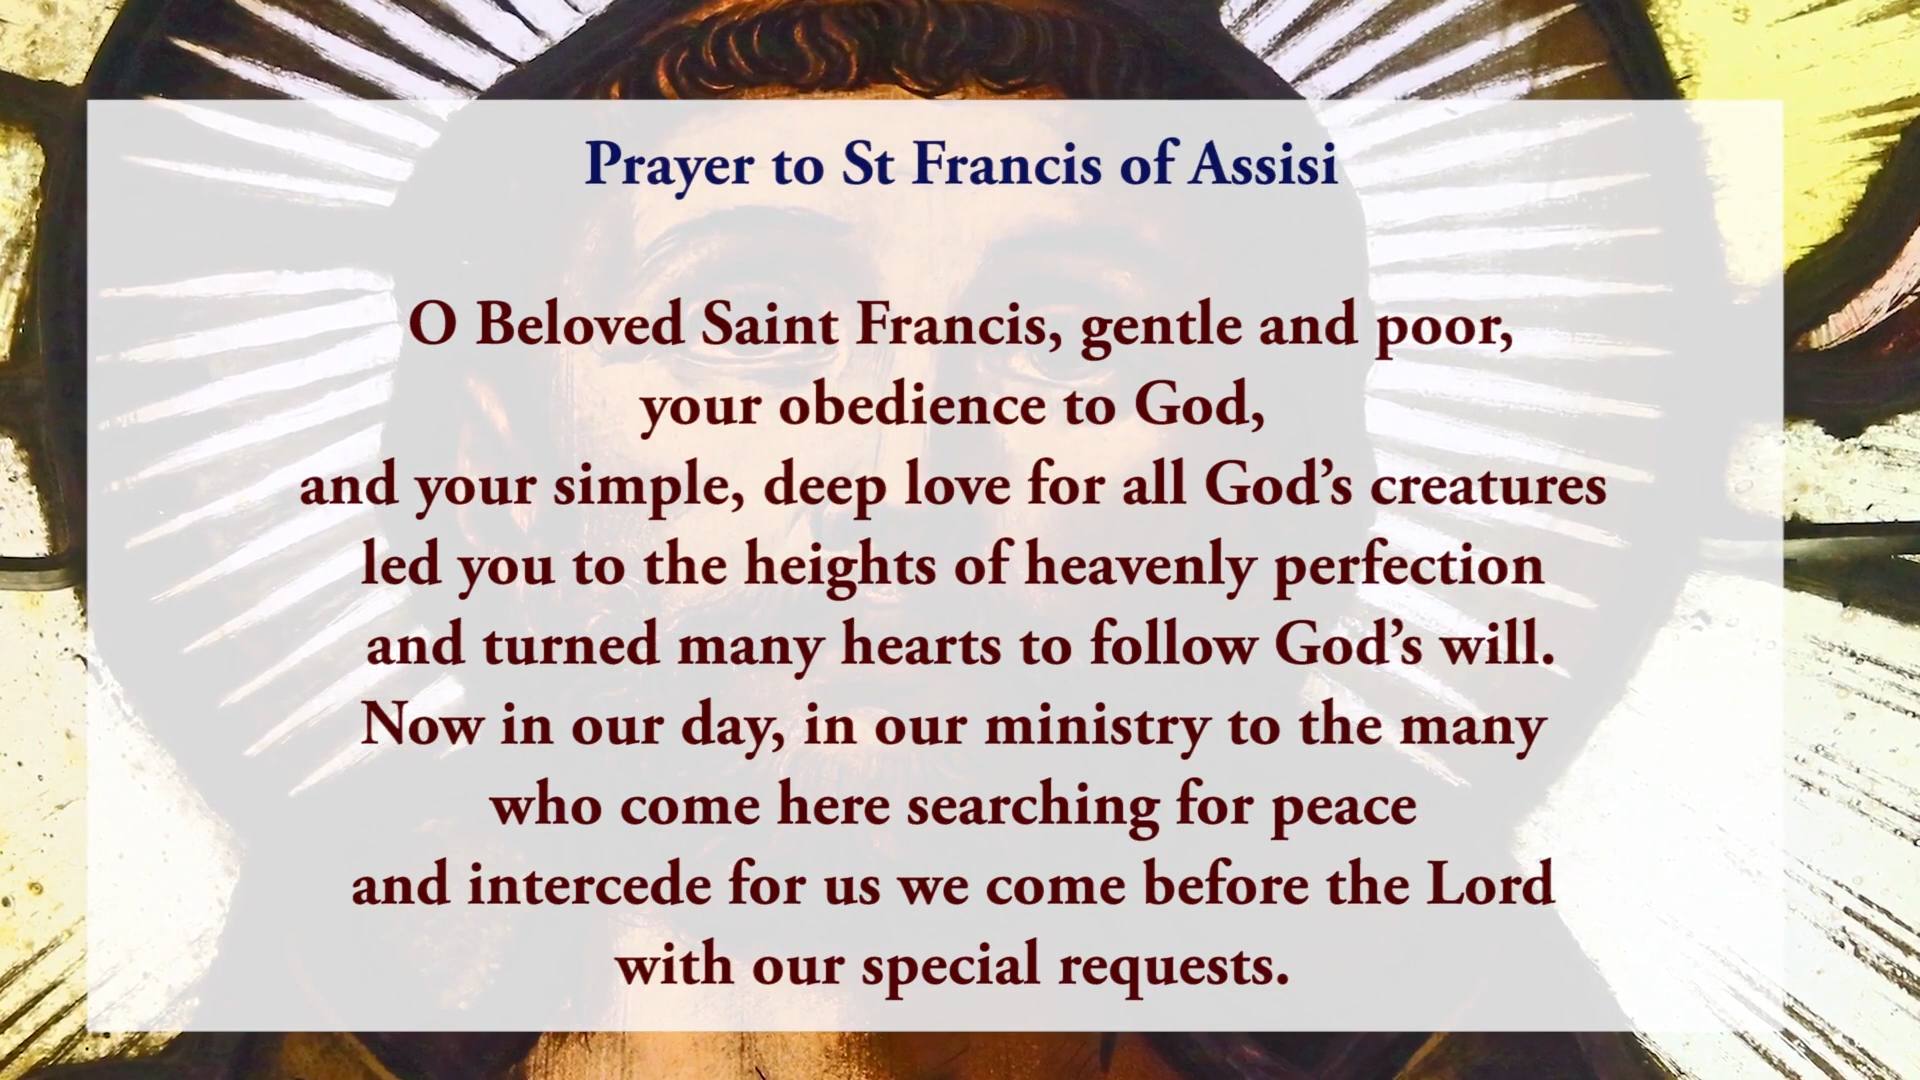 Prayer to St Francis of Assisi
O Beloved Saint Francis, gentle and poor,
your obedience to God,
and your simple, deep love for all God’s creatures
led you to the heights of heavenly perfection
and turned many hearts to follow God’s will.
Now in our day, in our ministry to the many
who come here searching for peace
and intercede for us we come before the Lord
with our special requests.